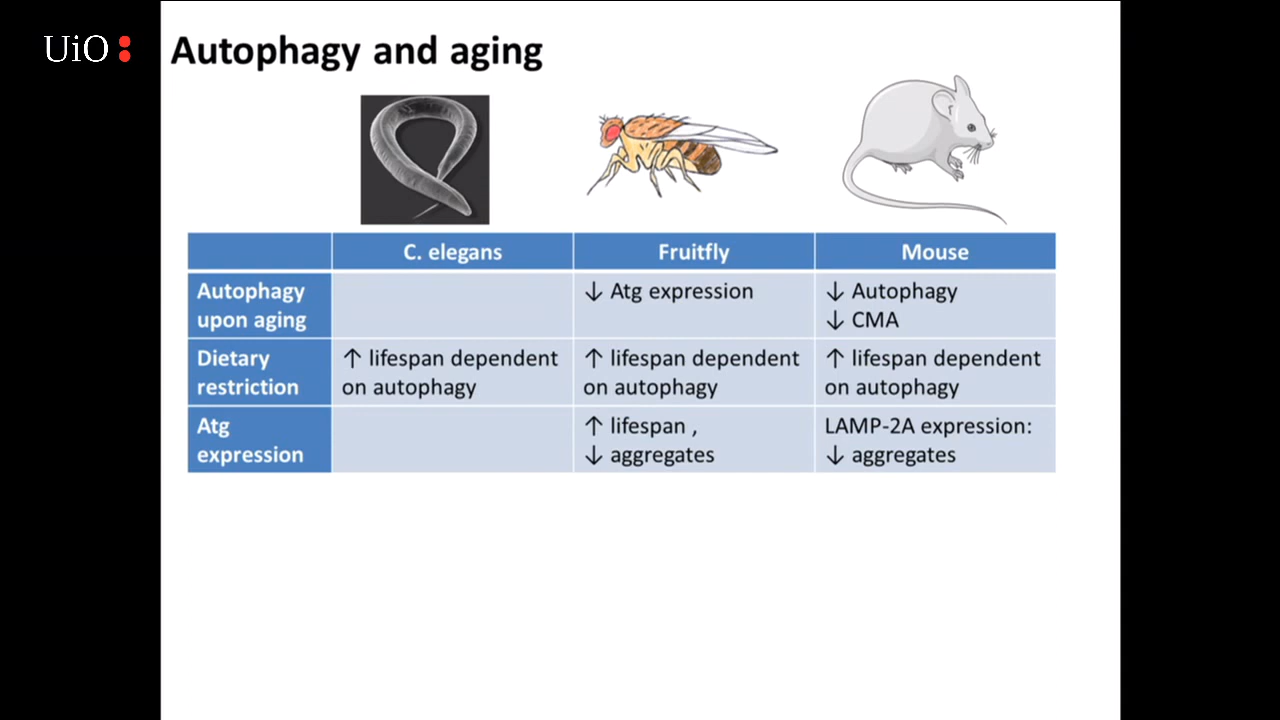 UiO
Autophagy and aging
C. elegans
Fruitfly
Mouse
Autophagy
upon aging
↓ Atg expression
↓ Autophagy
↓ CMA
Dietary
restriction
↑ lifespan dependent
on autophagy
↑ lifespan dependent
on autophagy
↑ lifespan dependent
on autophagy
Atg
expression
↑ lifespan ,
↓ aggregates
LAMP-2A expression:
↓ aggregates